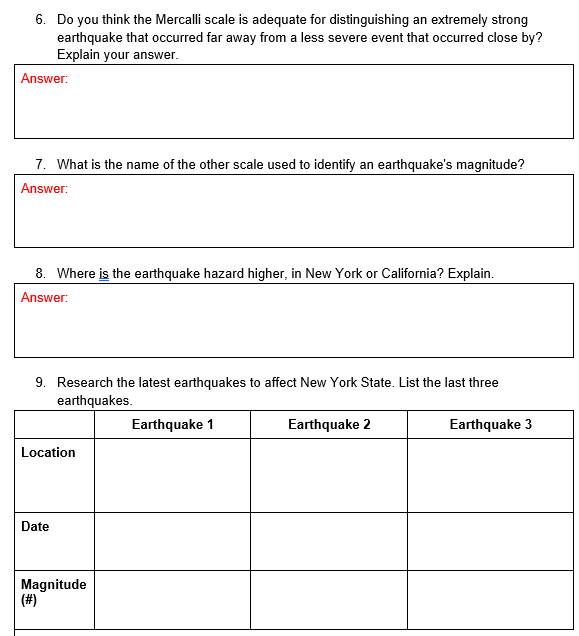 6. Do you think the Mercalli scale is adequate for distinguishing an extremely strong
earthquake that occurred far away from a less severe event that occurred close by?
Explain your answer.
Answer:
7. What is the name of the other scale used to identify an earthquake's magnitude?
Answer:
8. Where is the earthquake hazard higher, in New York or California? Explain.
Answer:
9. Research the latest earthquakes to affect New York State. List the last three
earthquakes.
Earthquake 1 Earthquake 2 Earthquake 3
Location
Date
Magnitude
(#)